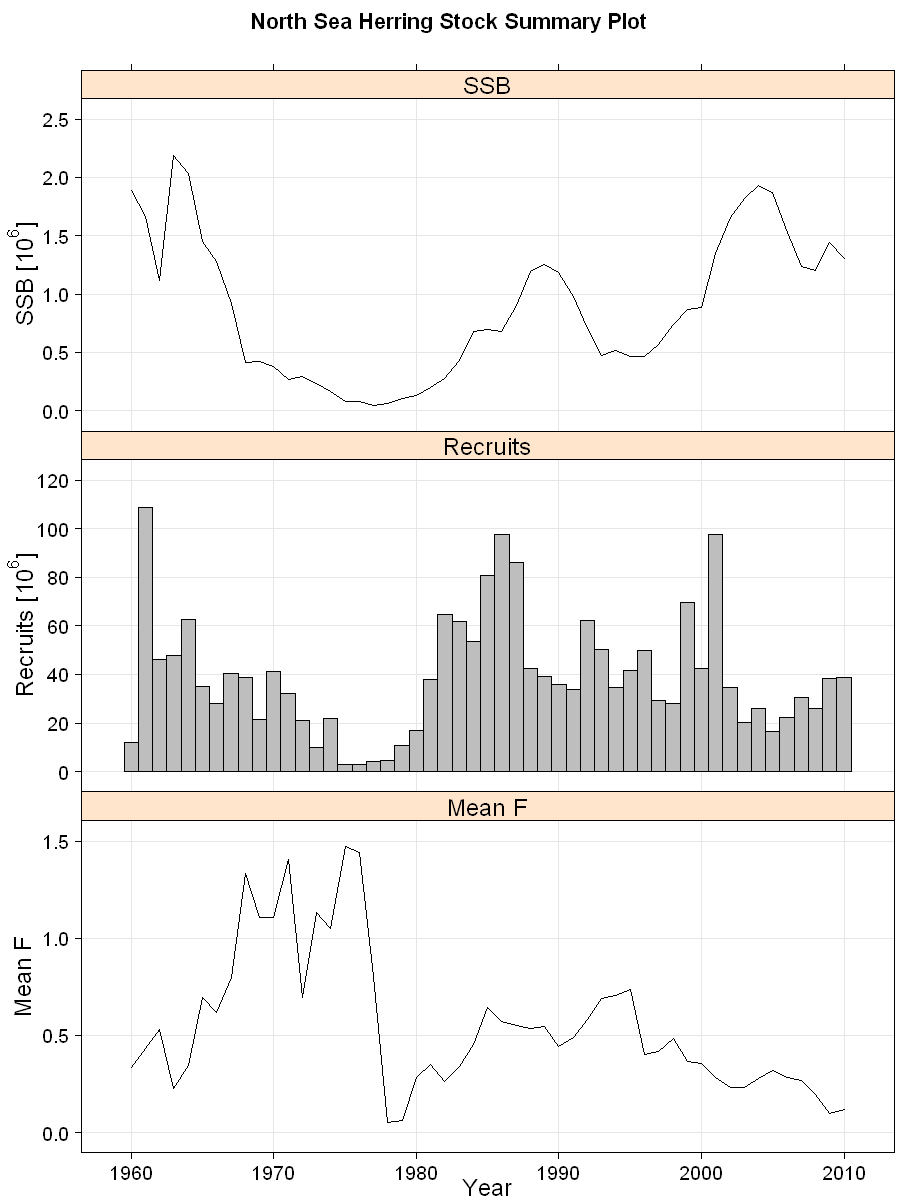 North Sea Herring Stock Summary Plot
SSB
2.5
2.0
1.5
1.0
0.5
0.0
SSB [10^6]
Recruits
120
100
80
60
40
20
0
Recruits [10^6]
Mean F
1.5
1.0
0.5
0.0
Mean F
1960 1970 1980 1990 2000 2010
Year